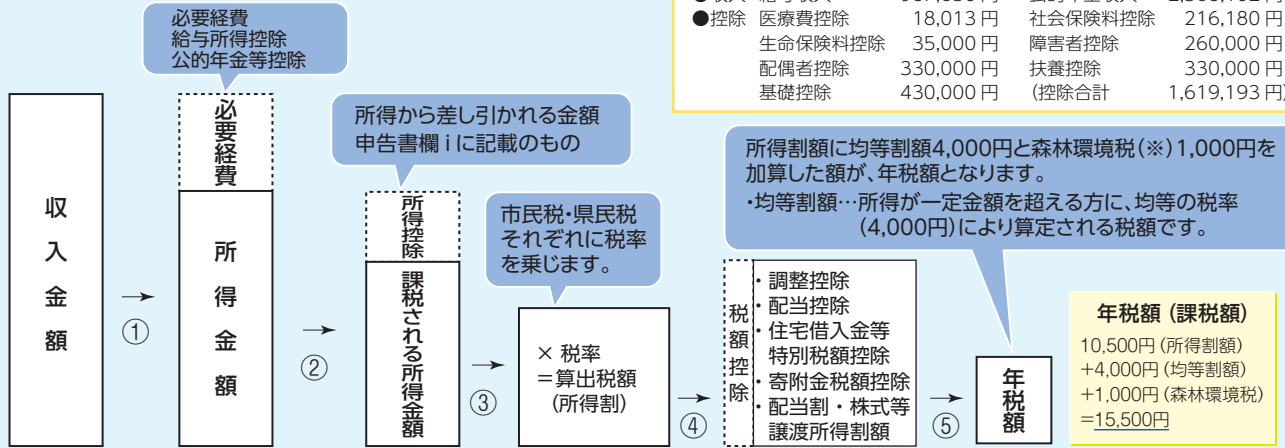 ●控除 医療費控除 18,013円 社会保険料控除 216,180円
生命保険料控除 35,000円 障害者控除 260,000円
配偶者控除 330,000円 扶養控除 330,000円
基礎控除 430,000円 (控除合計 1,619,193円)
必要経費
給与所得控除
公的年金等控除
所得から差し引かれる金額
申告書欄iに記載のもの
市民税・県民税
それぞれに税率
を乗じます。
所得割額に均等割額4,000円と森林環境税(※)1,000円を
加算した額が、年税額となります。
・均等割額…所得が一定金額を超える方に、均等の税率
(4,000円)により算定される税額です。
収入金額
→
①
必要経費
所得金額
→
②
所得控除
課税される所得金額
→
③
× 税率
=算出税額
(所得割)
→
④
税額控除
・調整控除
・配当控除
・住宅借入金等
特別税額控除
・寄附金税額控除
・配当割・株式等
譲渡所得割額
→
⑤
年税額
年税額(課税額)
10,500円(所得割額)
+4,000円(均等割額)
+1,000円(森林環境税)
=15,500円